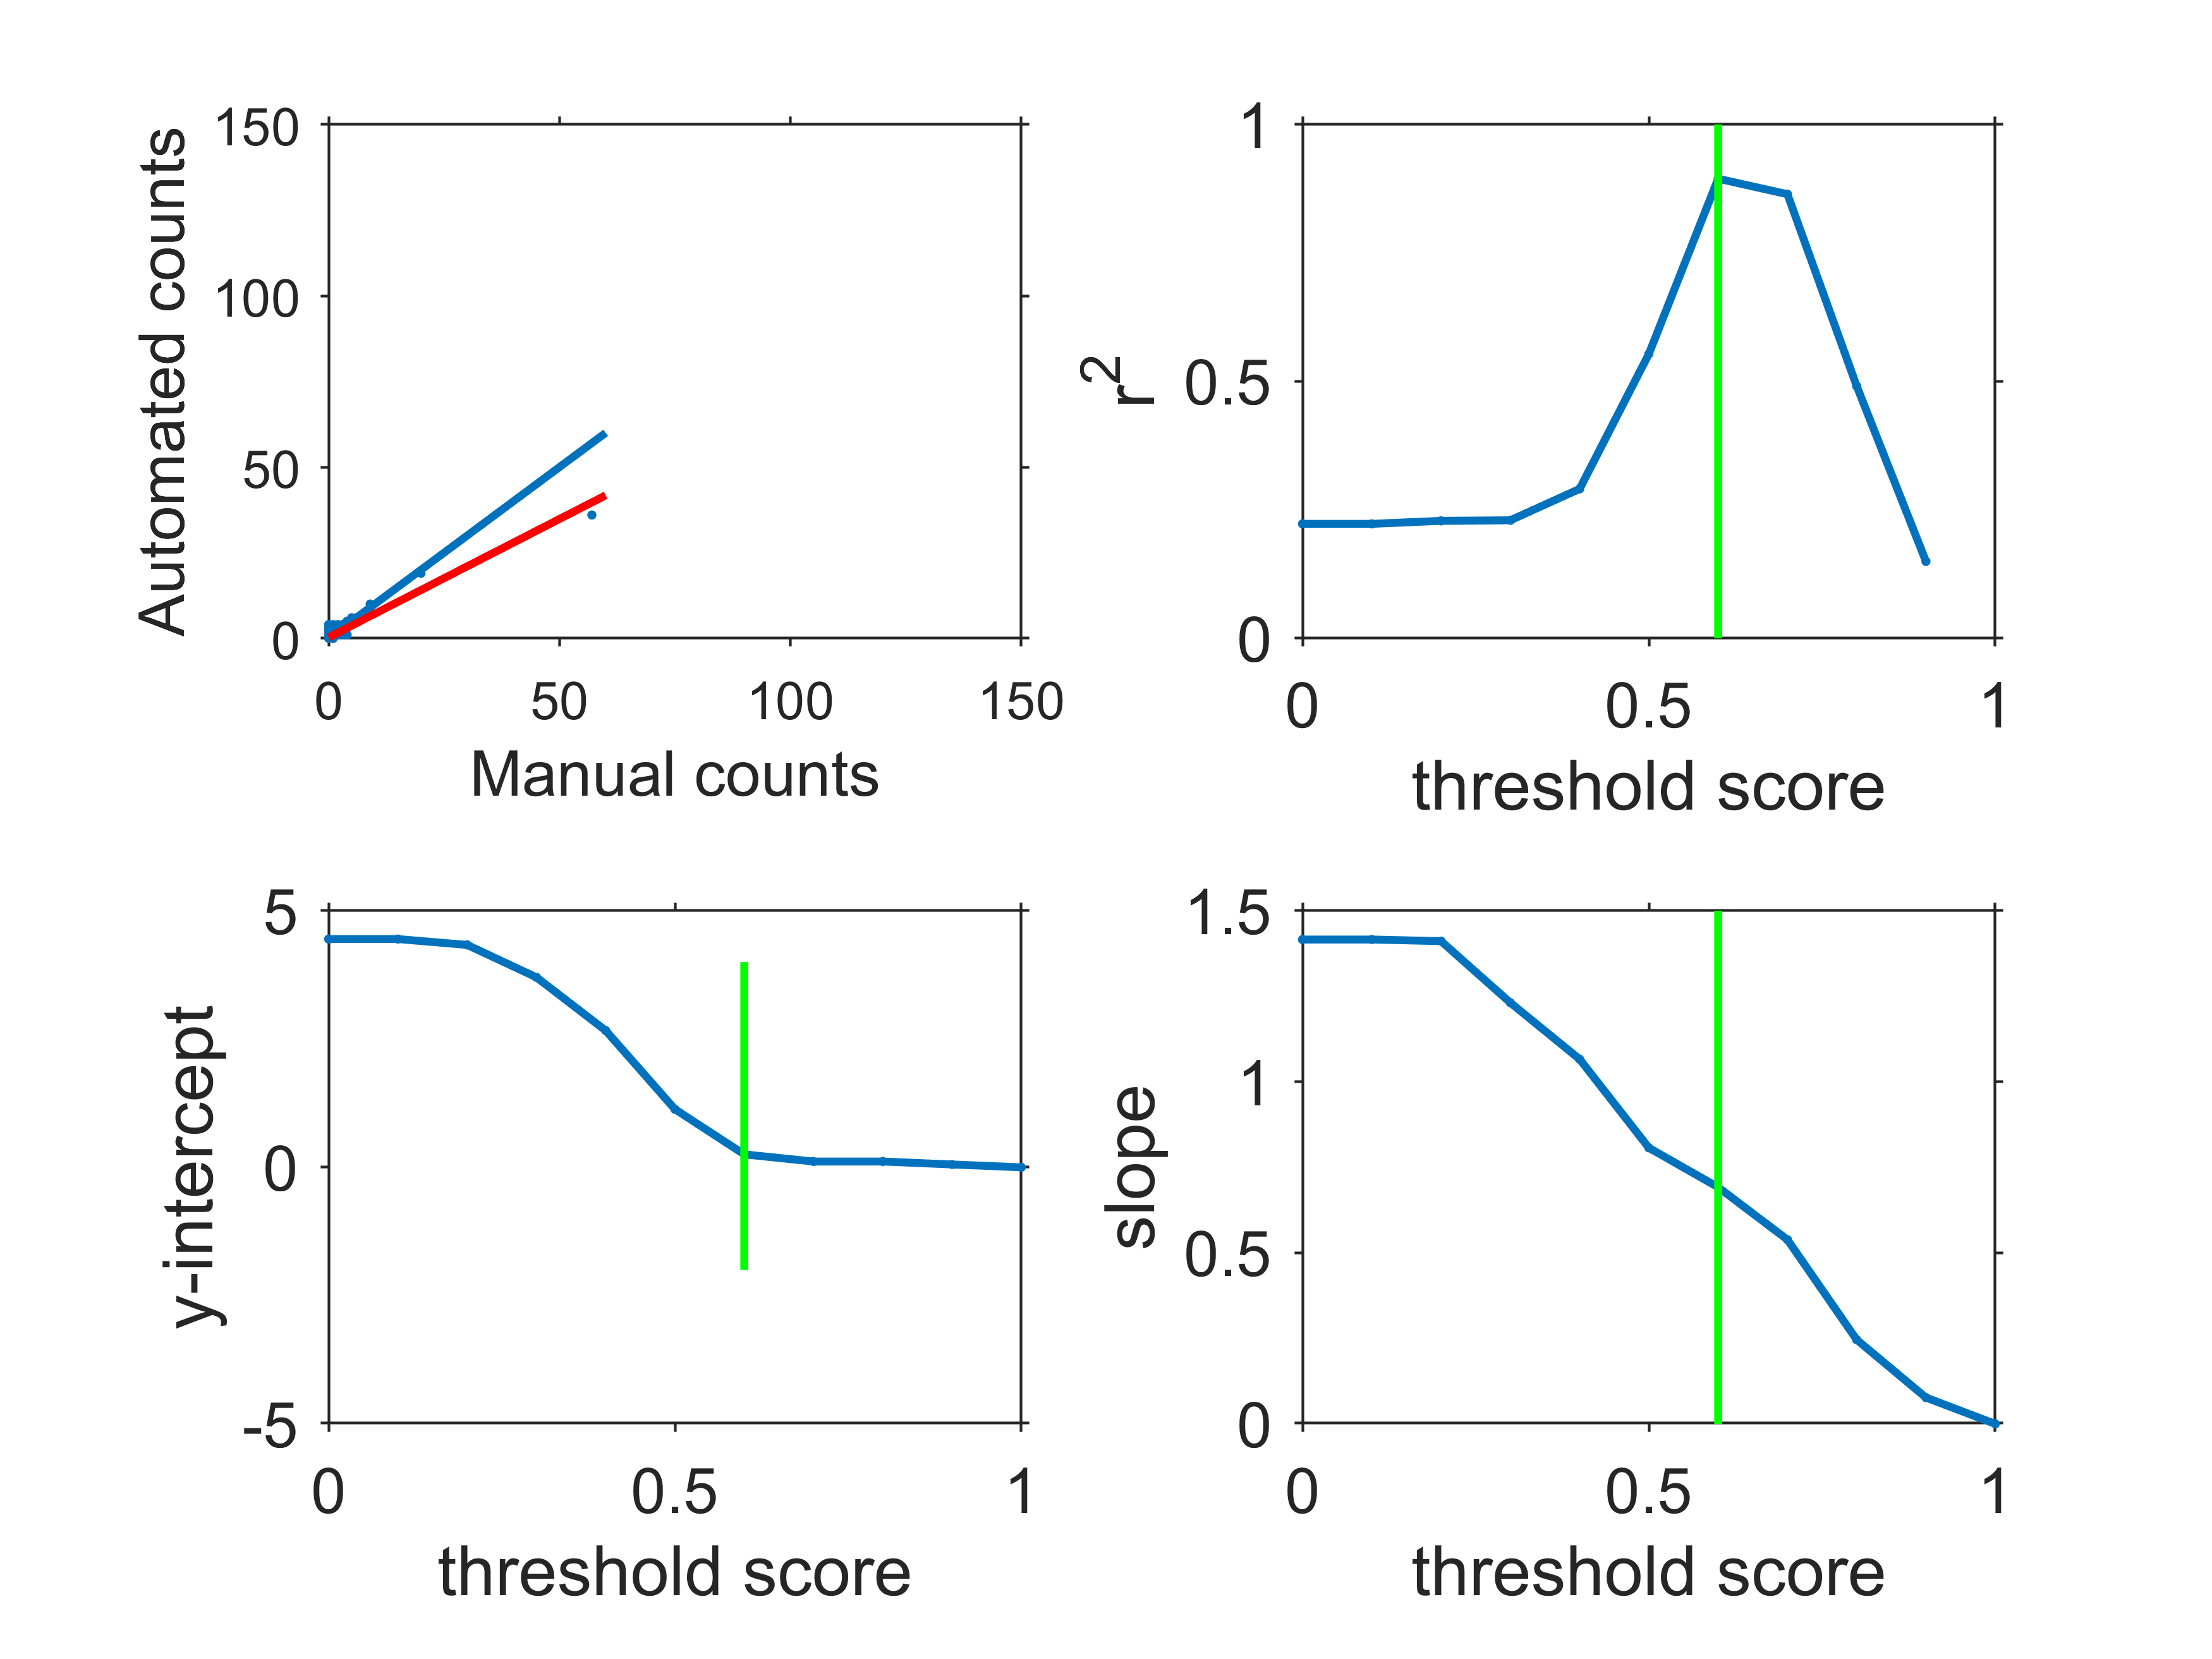 150
100
50
0
Automated counts
0 50 100 150
Manual counts
1
0.5
0
r²
0 0.5 1
threshold score
5
0
-5
y-intercept
0 0.5 1
threshold score
1.5
1
0.5
0
slope
0 0.5 1
threshold score